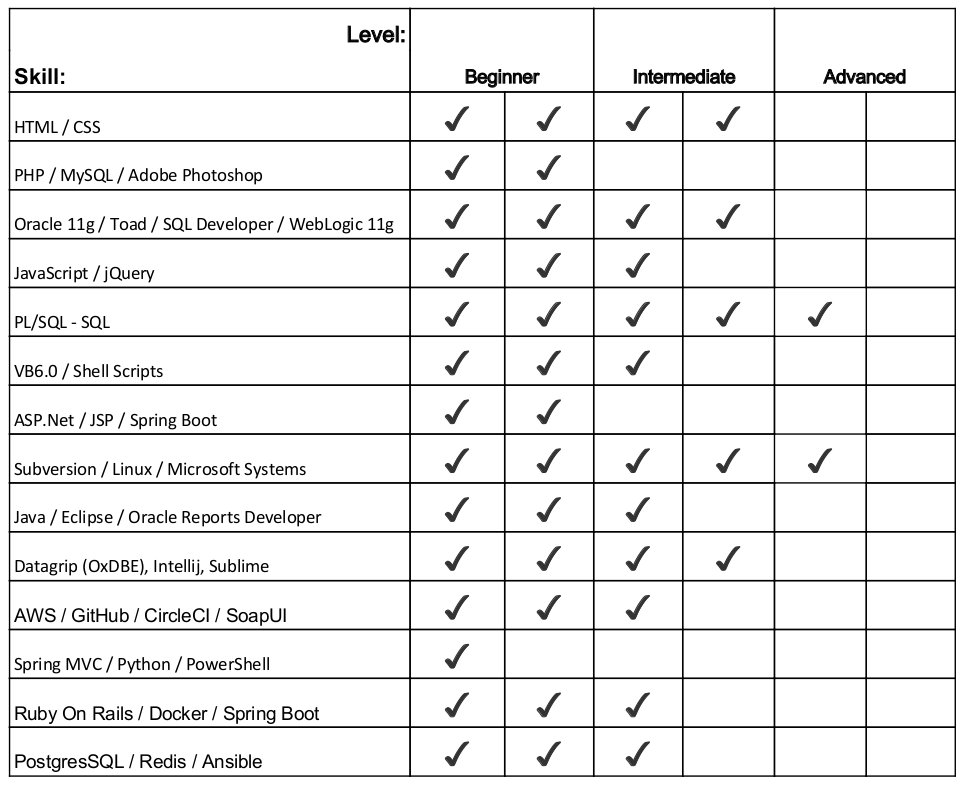 Level:
Skill: Beginner Intermediate Advanced
HTML / CSS ✓ ✓ ✓ ✓
PHP / MySQL / Adobe Photoshop ✓ ✓
Oracle 11g / Toad / SQL Developer / WebLogic 11g ✓ ✓ ✓ ✓
JavaScript / jQuery ✓ ✓ ✓
PL/SQL - SQL ✓ ✓ ✓ ✓ ✓
VB6.0 / Shell Scripts ✓ ✓ ✓
ASP.Net / JSP / Spring Boot ✓ ✓
Subversion / Linux / Microsoft Systems ✓ ✓ ✓ ✓ ✓
Java / Eclipse / Oracle Reports Developer ✓ ✓ ✓
Datagrip (OxDBE), Intellij, Sublime ✓ ✓ ✓ ✓
AWS / GitHub / CircleCI / SoapUI ✓ ✓ ✓
Spring MVC / Python / PowerShell ✓
Ruby On Rails / Docker / Spring Boot ✓ ✓ ✓
PostgresSQL / Redis / Ansible ✓ ✓ ✓